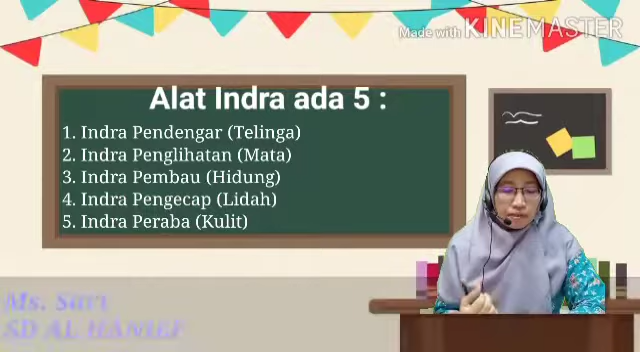 Made with KINEMASTER
Alat Indra ada 5 :
1. Indra Pendengar (Telinga)
2. Indra Penglihatan (Mata)
3. Indra Pembau (Hidung)
4. Indra Pengecap (Lidah)
5. Indra Peraba (Kulit)
Ms. Sari
SD AL HANIEF